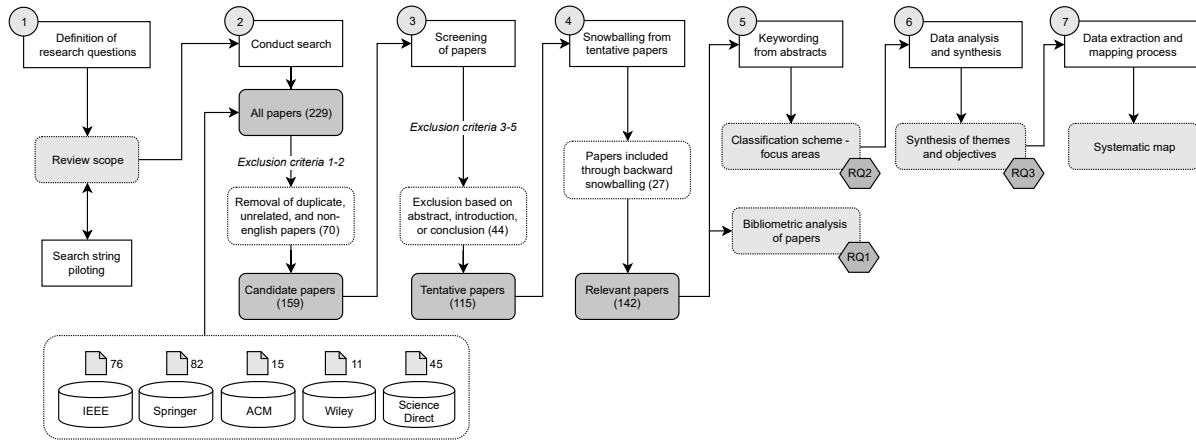 1
Definition of
research questions
Review scope
Search string
piloting
2
Conduct search
All papers (229)
Exclusion criteria 1-2
Removal of duplicate,
unrelated, and non-
english papers (70)
Candidate papers
(159)
3
Screening of
papers
Exclusion criteria 3-5
Exclusion based on
abstract, introduction,
or conclusion (44)
Tentative papers
(115)
4
Snowballing from
tentative papers
Papers included
through backward
snowballing (27)
Relevant papers
(142)
5
Keywording
from abstracts
Classification scheme -
focus areas
RQ2
Bibliometric analysis
of papers
RQ1
6
Data analysis
and synthesis
Synthesis of themes
and objectives
RQ3
7
Data extraction and
mapping process
Systematic map
76
IEEE
82
Springer
15
ACM
11
Wiley
45
Science
Direct